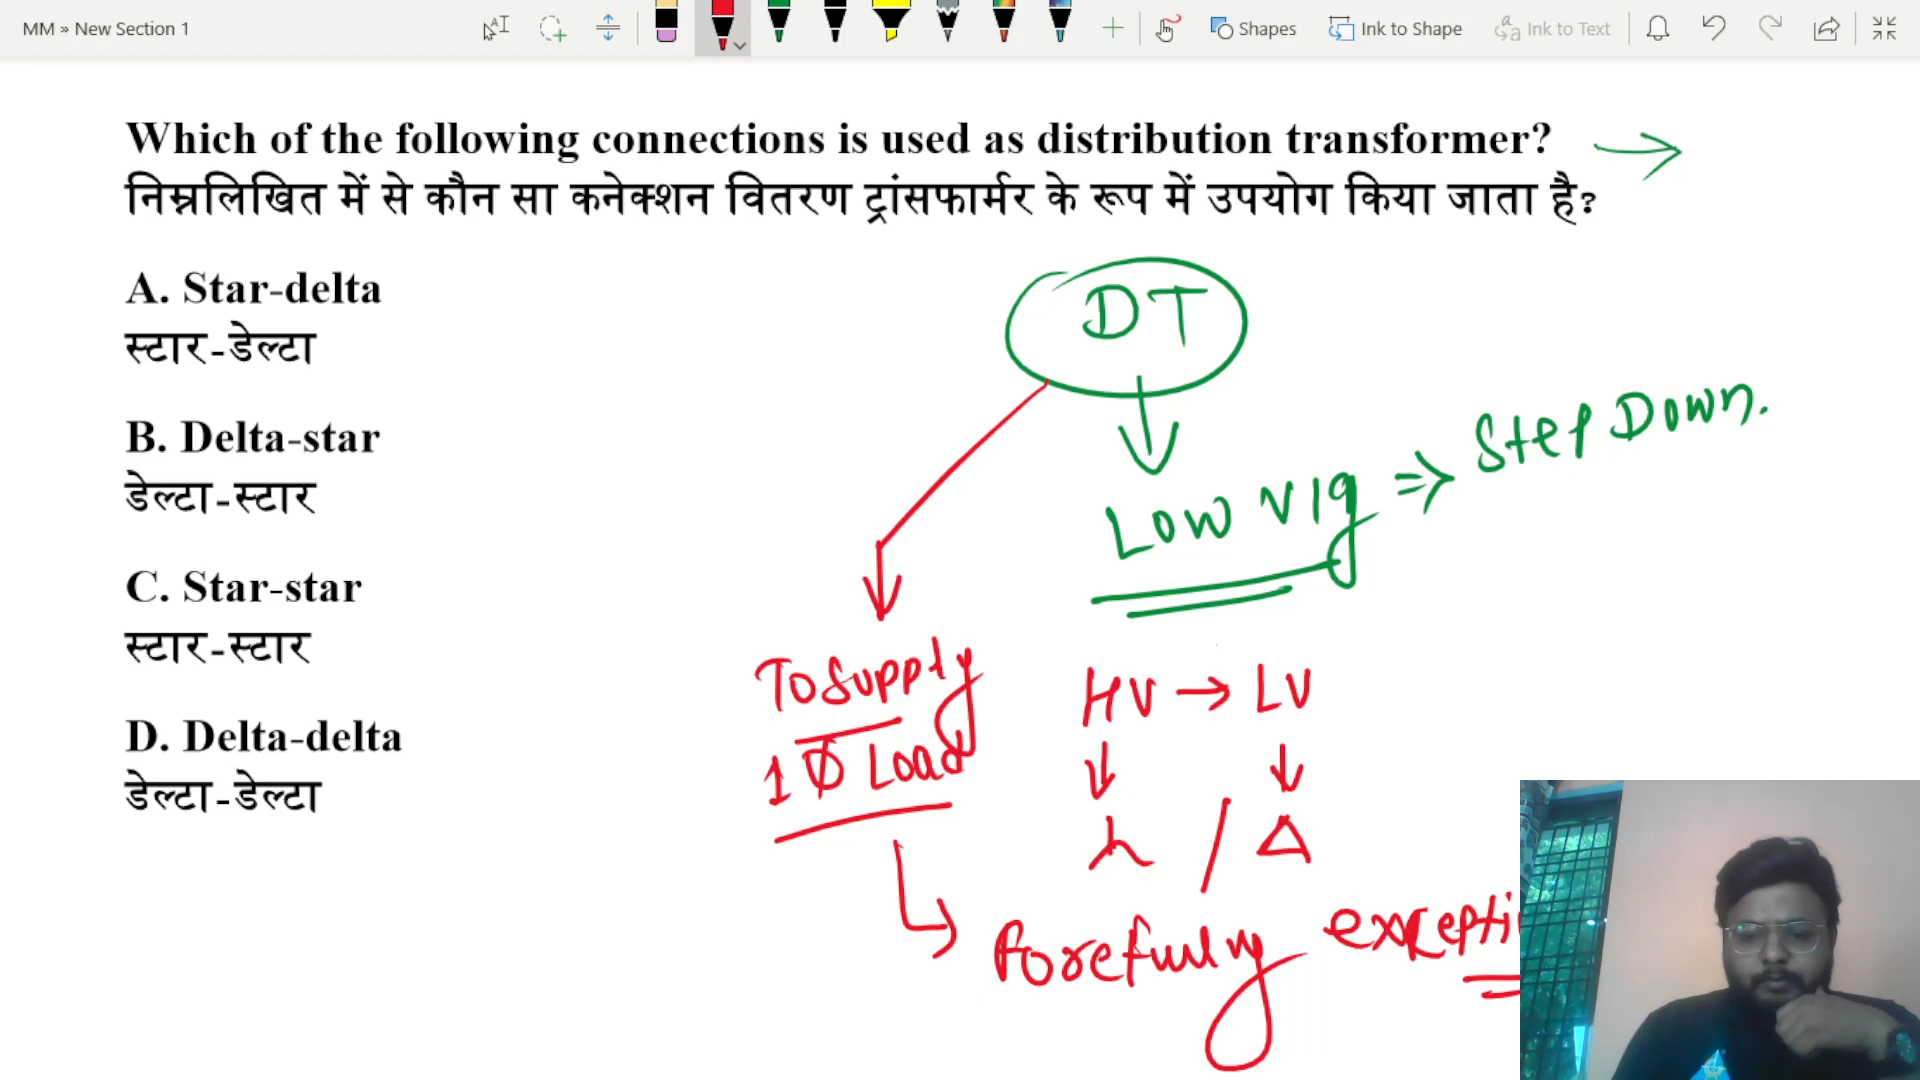 MM » New Section 1
Shapes
Ink to Shape
Ink to Text
Which of the following connections is used as distribution transformer?
निम्नलिखित में से कौन सा कनेक्शन वितरण ट्रांसफार्मर के रूप में उपयोग किया जाता है?
A. Star-delta
स्टार-डेल्टा
B. Delta-star
डेल्टा-स्टार
C. Star-star
स्टार-स्टार
D. Delta-delta
डेल्टा-डेल्टा
DT
Low Vlg ⇒ Step Down.
To Supply
1Φ Load
HV → LV
/ Δ